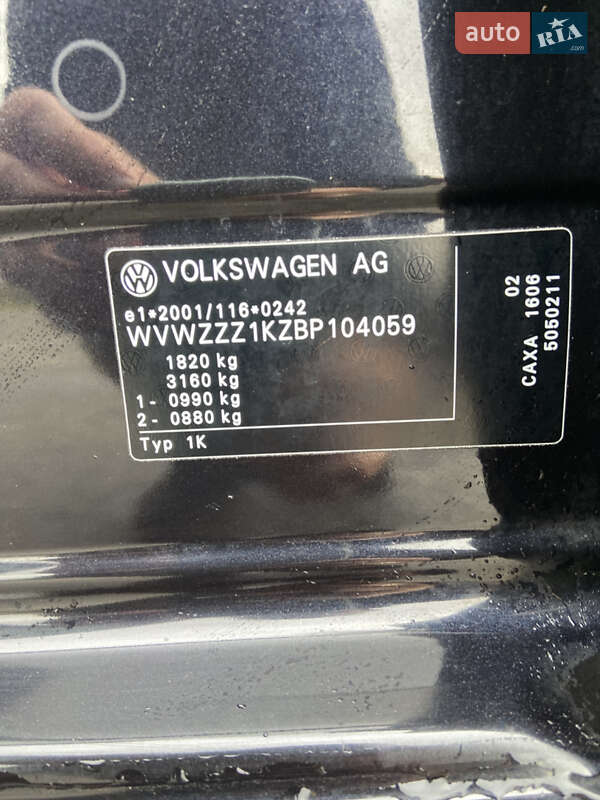 auto RIA
.com
VOLKSWAGEN AG
e1*2001/116*0242
WVWZZZ1KZBP104059
1820 kg
3160 kg
1- 0990 kg
2- 0880 kg
Typ 1K
02
CAXA 1606
5050211